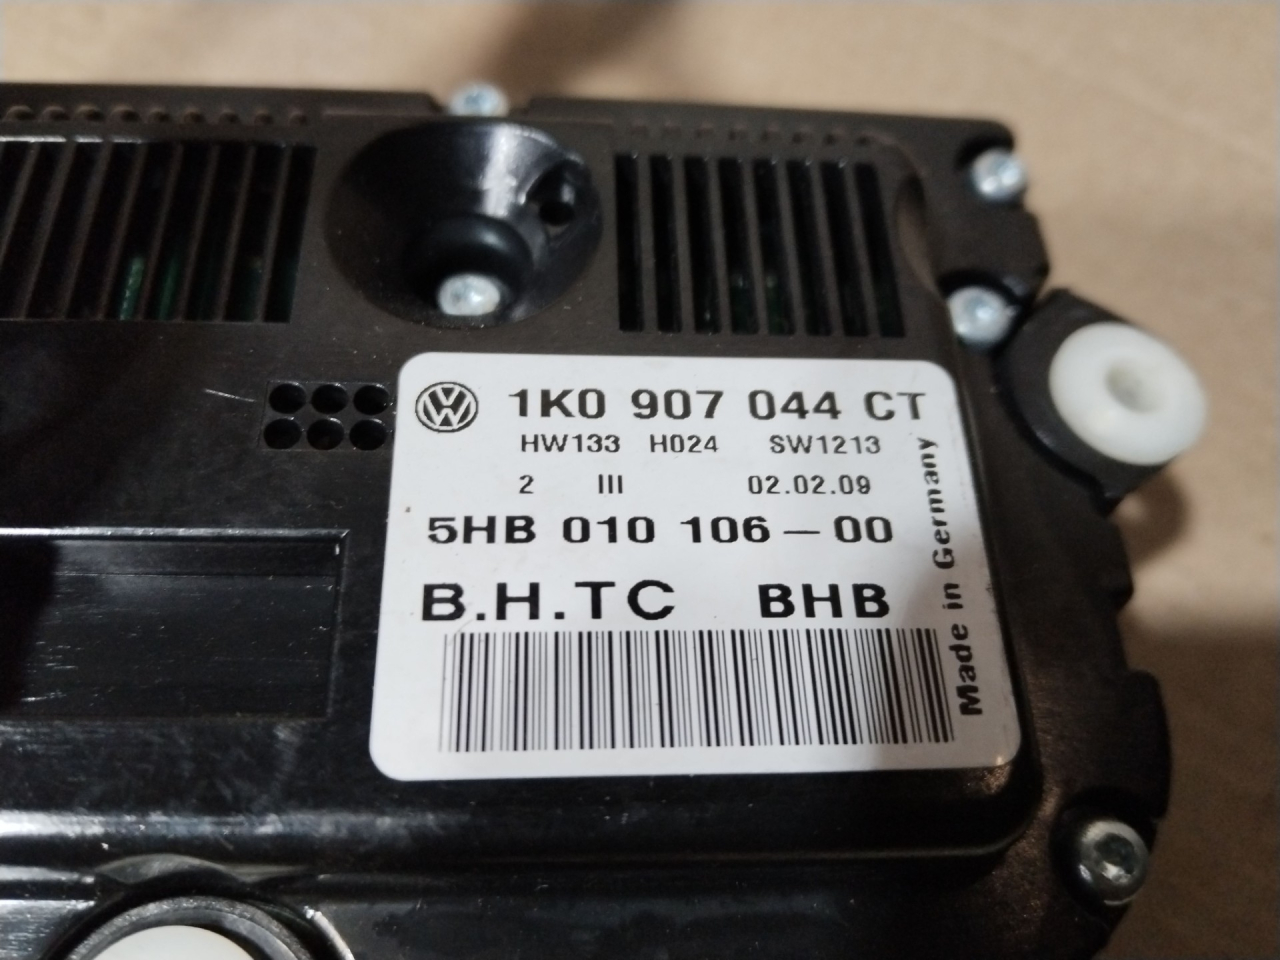 1K0 907 044 CT
HW133 H024 SW1213
2 III 02.02.09
5HB 010 106-00
B.H.TC BHB
Made in Germany